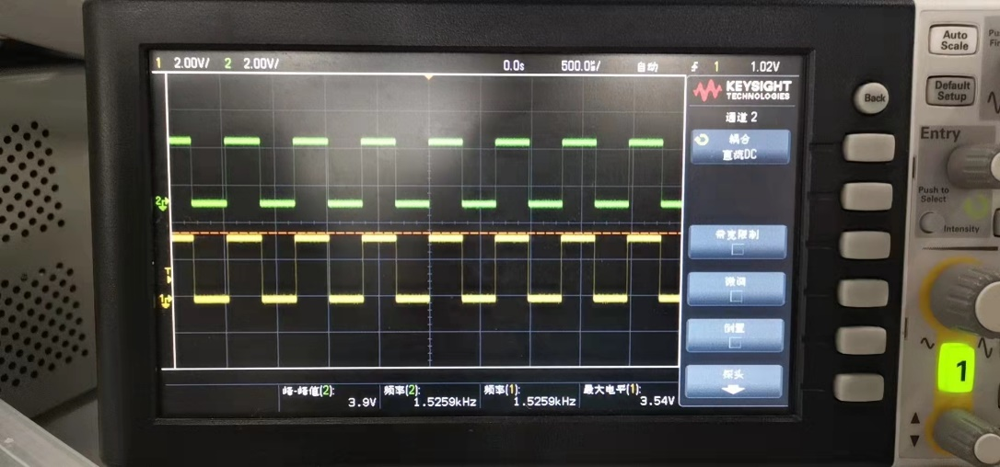 1 2.00V/ 2 2.00V/ 0.0s 500.0㎲/ 自动 1 1.02V
KEYSIGHT
TECHNOLOGIES
通道 2
耦合
直流DC
带宽限制
微调
倒置
探头
峰-峰值(2):
3.9V
频率(2):
1.5259kHz
频率(1):
1.5259kHz
最大电平(1):
3.54V
2
T
1
Back
Auto
Scale
Default
Setup
Entry
Push to
Select
Intensity
1